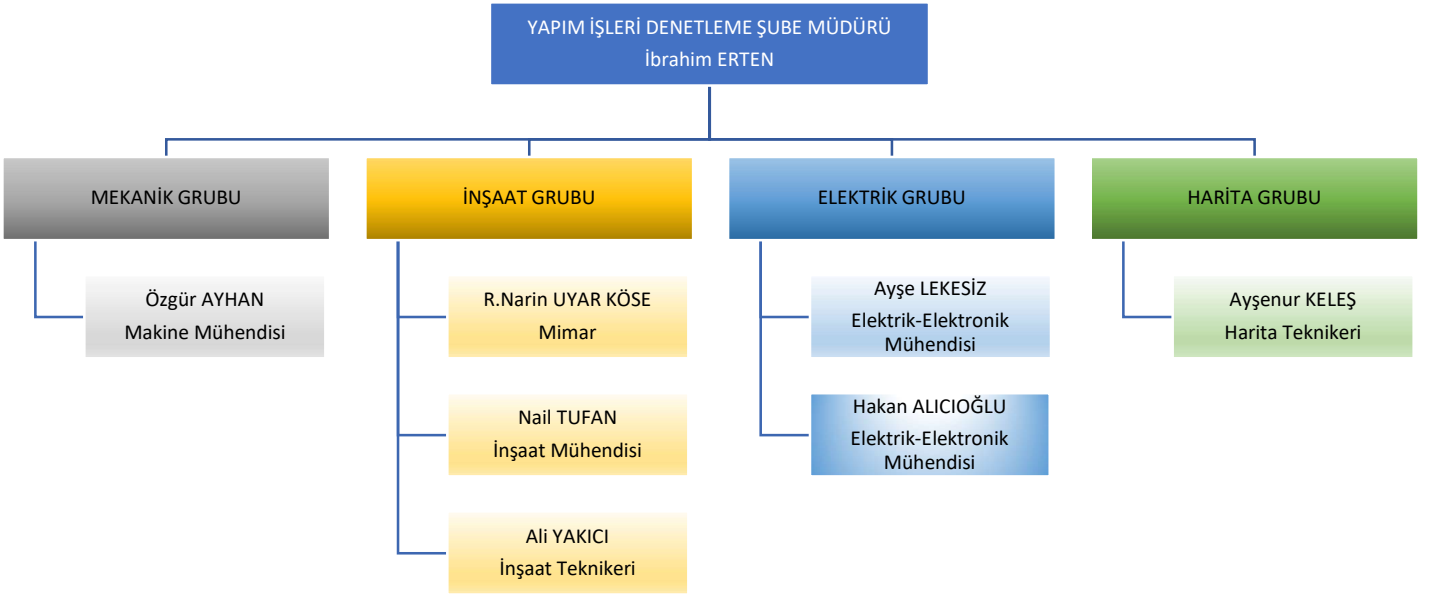 YAPIM İŞLERİ DENETLEME ŞUBE MÜDÜRÜ
İbrahim ERTEN
MEKANİK GRUBU
Özgür AYHAN
Makine Mühendisi
İNŞAAT GRUBU
R.Narin UYAR KÖSE
Mimar
Nail TUFAN
İnşaat Mühendisi
Ali YAKICI
İnşaat Teknikeri
ELEKTRİK GRUBU
Ayşe LEKESİZ
Elektrik-Elektronik
Mühendisi
Hakan ALICIOĞLU
Elektrik-Elektronik
Mühendisi
HARİTA GRUBU
Ayşenur KELEŞ
Harita Teknikeri